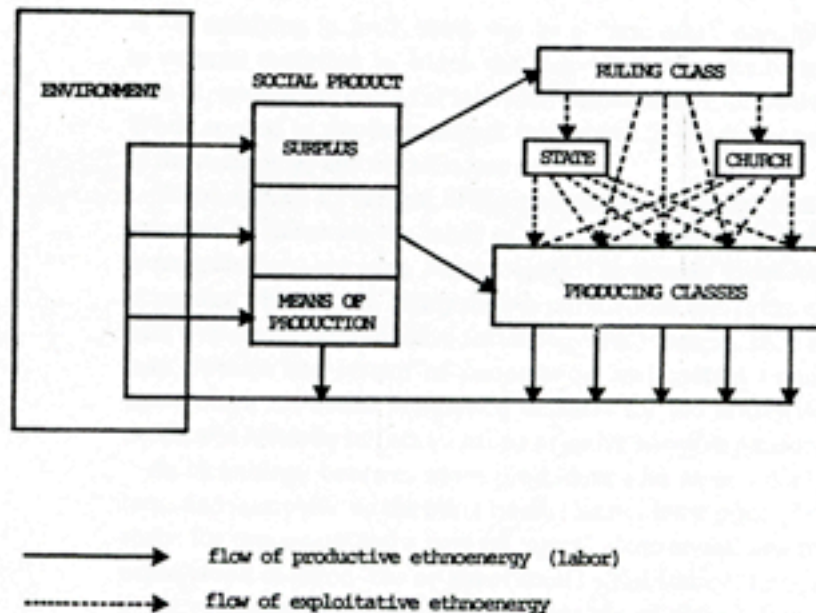 ENVIRONMENT
SOCIAL PRODUCT
SURPLUS
MEANS OF
PRODUCTION
RULING CLASS
STATE
CHURCH
PRODUCING CLASSES
flow of productive ethnoenergy (labor)
flow of exploitative ethnoenergy